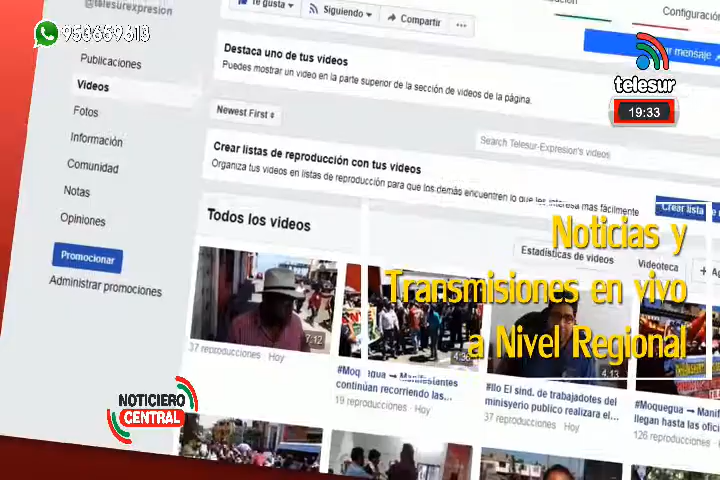 @telesurexpresion
Te gusta
Siguiendo
Compartir
Configuració
mensaje
telesur
19:33
Publicaciones
Videos
Fotos
Información
Comunidad
Notas
Opiniones
Promocionar
Administrar promociones
Destaca uno de tus videos
Puedes mostrar un video en la parte superior de la sección de videos de la página.
Newest First
Search Telesur-Expresion's videos
Crear listas de reproducción con tus videos
Organiza tus videos en listas de reproducción para que los demás encuentren lo que les interesa más fácilmente
Crear lista
Todos los videos
Estadísticas de videos
Videoteca
+ Ag
Noticias y
Transmisiones en vivo
a Nivel Regional
7:12
4:36
4:13
37 reproducciones · Hoy
#Moquegua → Manifestantes
continúan recorriendo las...
19 reproducciones · Hoy
#Ilo El sind. de trabajadotes del
minisyerio publico realizara el...
37 reproducciones · Hoy
#Moquegua → Manif
llegan hasta las ofici
126 reproducciones
NOTICIERO
CENTRAL